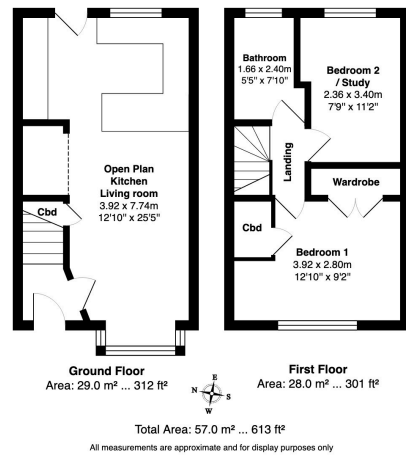 Bathroom
1.66 x 2.40m
5'5" x 7'10"
Bedroom 2
/ Study
2.36 x 3.40m
7'9" x 11'2"
Landing
Open Plan
Kitchen
Living room
3.92 x 7.74m
12'10" x 25'5"
Cbd
Wardrobe
Cbd
Bedroom 1
3.92 x 2.80m
12'10" x 9'2"
Ground Floor
Area: 29.0 m² ... 312 ft²
First Floor
Area: 28.0 m² ... 301 ft²
E
N S
W
Total Area: 57.0 m² ... 613 ft²
All measurements are approximate and for display purposes only